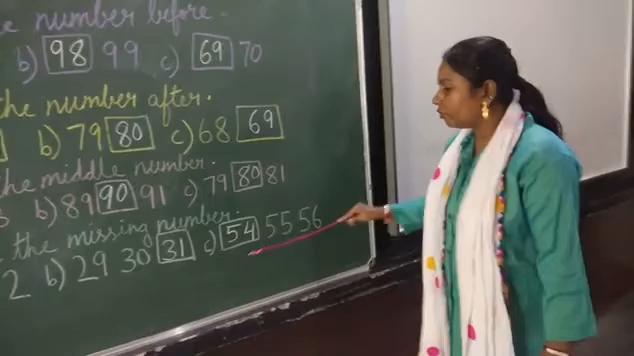 number before.
b) 98 99 c) 69 70
the number after.
b) 79 80 c) 68 69
the middle number.
b) 89 90 91 c) 79 80 81
the missing number.
2 b) 29 30 31 c) 54 55 56